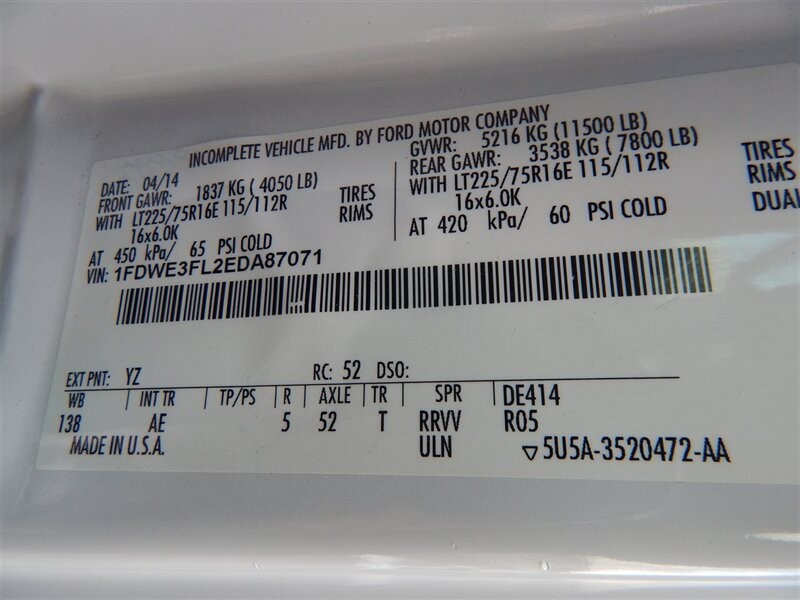 INCOMPLETE VEHICLE MFD. BY FORD MOTOR COMPANY
DATE: 04/14
FRONT GAWR: 1837 KG ( 4050 LB)
WITH LT225/75R16E 115/112R TIRES
16x6.0K RIMS
AT 450 kPa/ 65 PSI COLD
GVWR: 5216 KG (11500 LB)
REAR GAWR: 3538 KG ( 7800 LB)
WITH LT225/75R16E 115/112R TIRES
16x6.0K RIMS
AT 420 kPa/ 60 PSI COLD DUAL
VIN: 1FDWE3FL2EDA87071
EXT PNT: YZ RC: 52 DSO:
WB INT TR TP/PS R AXLE TR SPR DE414
138 AE 5 52 T RRVV R05
MADE IN U.S.A. ULN ▽5U5A-3520472-AA